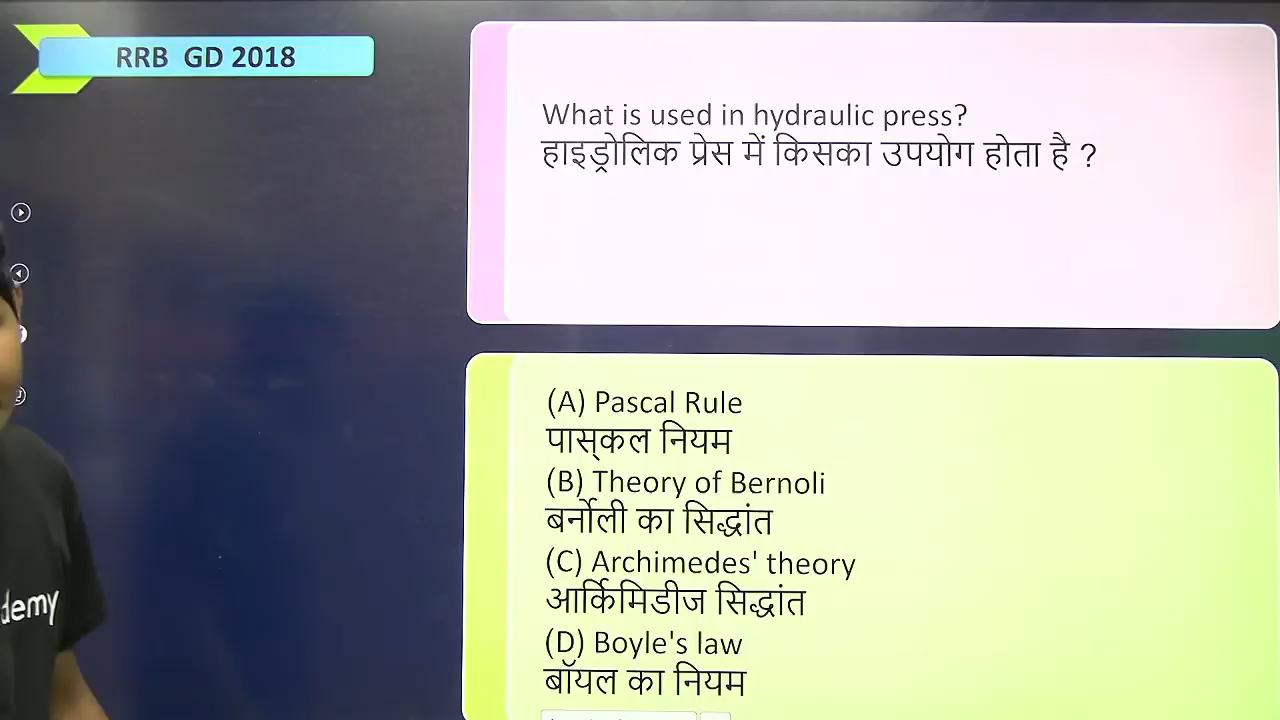 RRB GD 2018
What is used in hydraulic press?
हाइड्रोलिक प्रेस में किसका उपयोग होता है ?
(A) Pascal Rule
पास्कल नियम
(B) Theory of Bernoli
बर्नोली का सिद्धांत
(C) Archimedes' theory
आर्किमिडीज सिद्धांत
(D) Boyle's law
बॉयल का नियम
demy